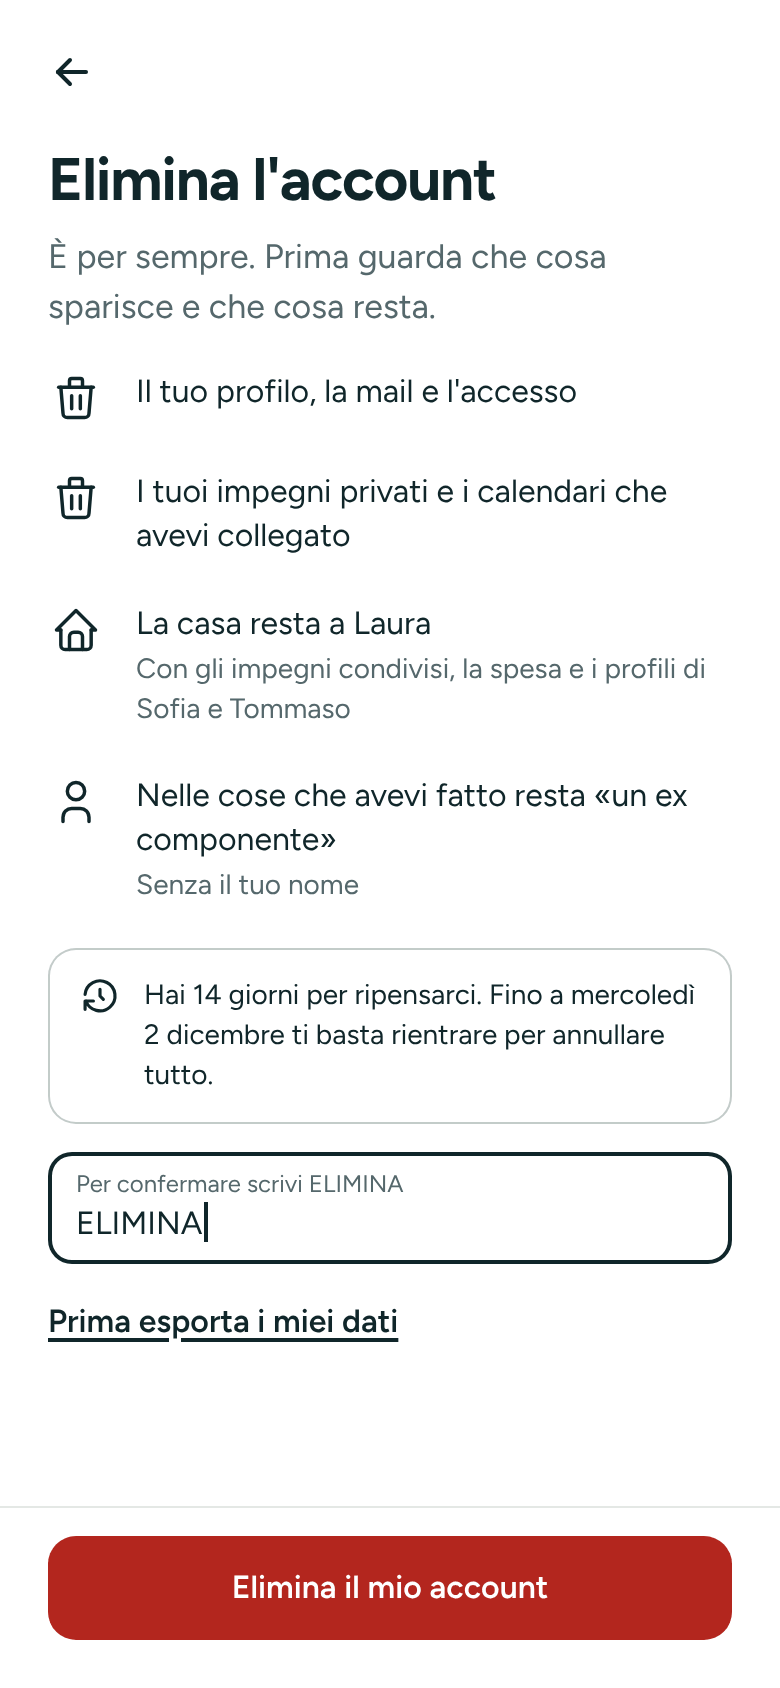 Elimina l'account
È per sempre. Prima guarda che cosa
sparisce e che cosa resta.
Il tuo profilo, la mail e l'accesso
I tuoi impegni privati e i calendari che
avevi collegato
La casa resta a Laura
Con gli impegni condivisi, la spesa e i profili di
Sofia e Tommaso
Nelle cose che avevi fatto resta «un ex
componente»
Senza il tuo nome
Hai 14 giorni per ripensarci. Fino a mercoledì
2 dicembre ti basta rientrare per annullare
tutto.
Per confermare scrivi ELIMINA
ELIMINA
Prima esporta i miei dati
Elimina il mio account